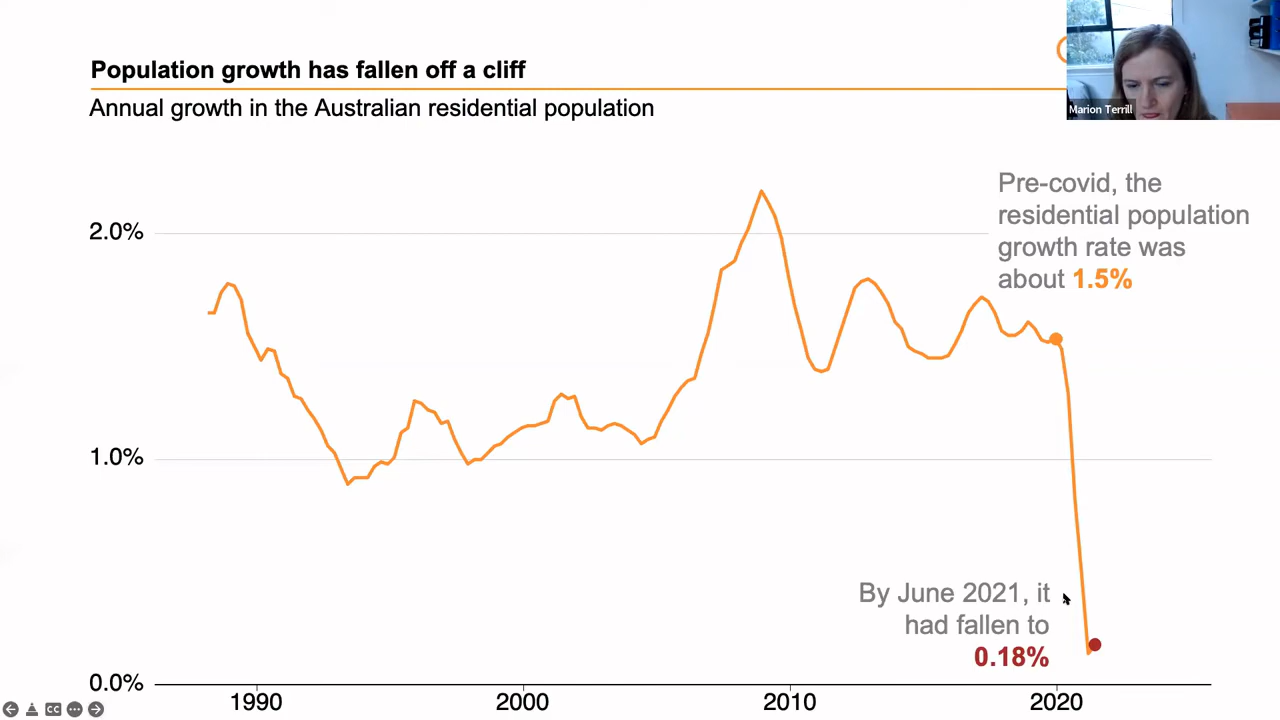 Population growth has fallen off a cliff
Annual growth in the Australian residential population
Marion Terrill
Pre-covid, the
residential population
growth rate was
about 1.5%
2.0%
1.0%
By June 2021, it
had fallen to
0.18%
0.0%
1990
2000
2010
2020
CC